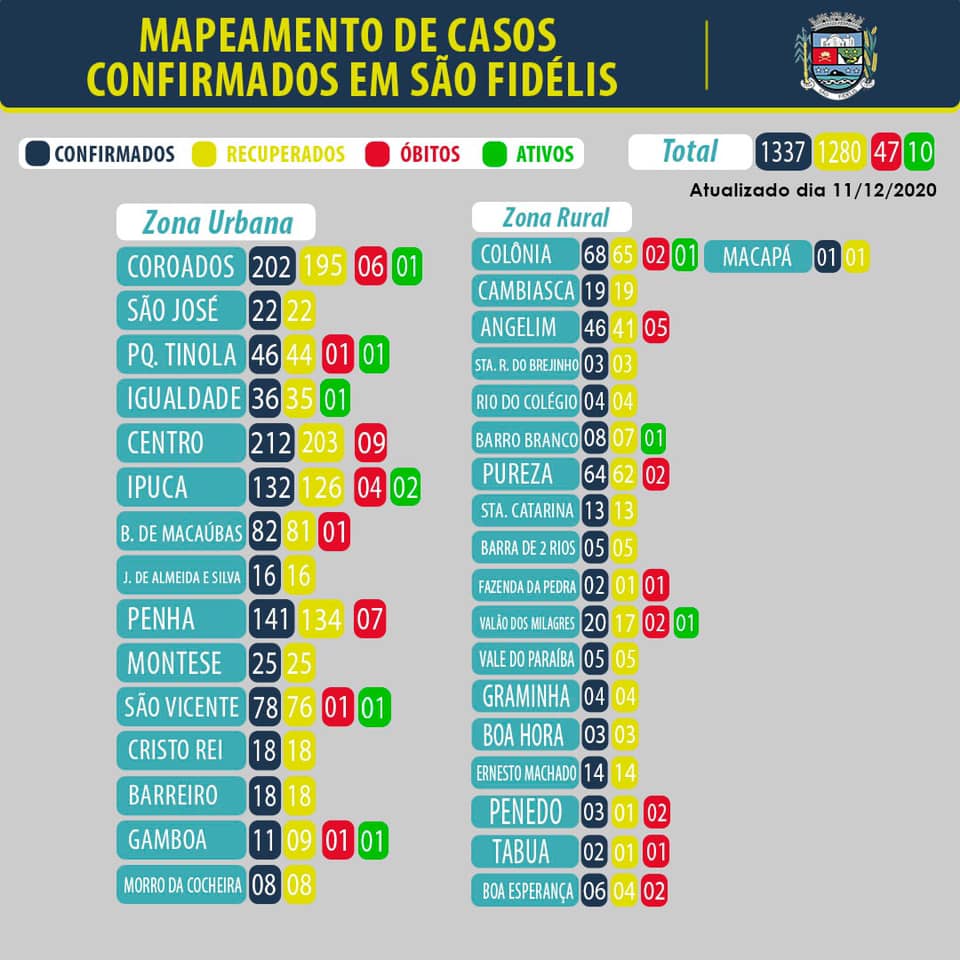 MAPEAMENTO DE CASOS
CONFIRMADOS EM SÃO FIDÉLIS
CONFIRMADOS RECUPERADOS ÓBITOS ATIVOS
Total 1337 1280 47 10
Atualizado dia 11/12/2020
Zona Urbana
COROADOS 202 195 06 01
SÃO JOSÉ 22 22
PQ. TINOLA 46 44 01 01
IGUALDADE 36 35 01
CENTRO 212 203 09
IPUCA 132 126 04 02
B. DE MACAÚBAS 82 81 01
J. DE ALMEIDA E SILVA 16 16
PENHA 141 134 07
MONTESE 25 25
SÃO VICENTE 78 76 01 01
CRISTO REI 18 18
BARREIRO 18 18
GAMBOA 11 09 01 01
MORRO DA COCHEIRA 08 08
Zona Rural
COLÔNIA 68 65 02 01
CAMBIASCA 19 19
ANGELIM 46 41 05
STA. R. DO BREJINHO 03 03
RIO DO COLÉGIO 04 04
BARRO BRANCO 08 07 01
PUREZA 64 62 02
STA. CATARINA 13 13
BARRA DE 2 RIOS 05 05
FAZENDA DA PEDRA 02 01 01
VALÃO DOS MILAGRES 20 17 02 01
VALE DO PARAÍBA 05 05
GRAMINHA 04 04
BOA HORA 03 03
ERNESTO MACHADO 14 14
PENEDO 03 01 02
TABUA 02 01 01
BOA ESPERANÇA 06 04 02
MACAPÁ 01 01